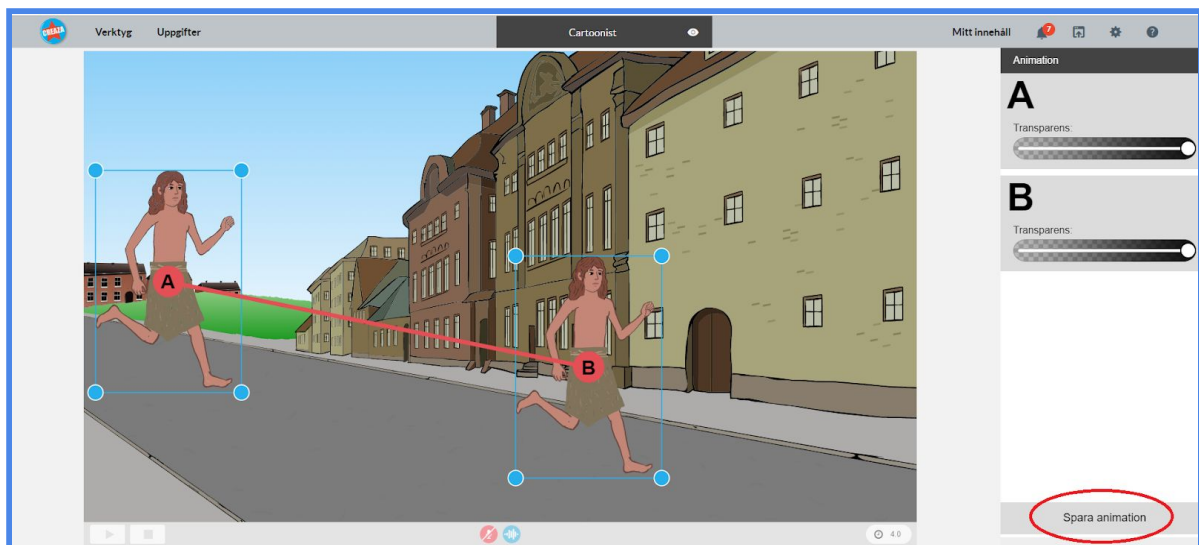 CREAZA
Verktyg Uppgifter Cartoonist Mitt innehåll 7
Animation
A
Transparens:
B
Transparens:
A
B
Spara animation
4.0